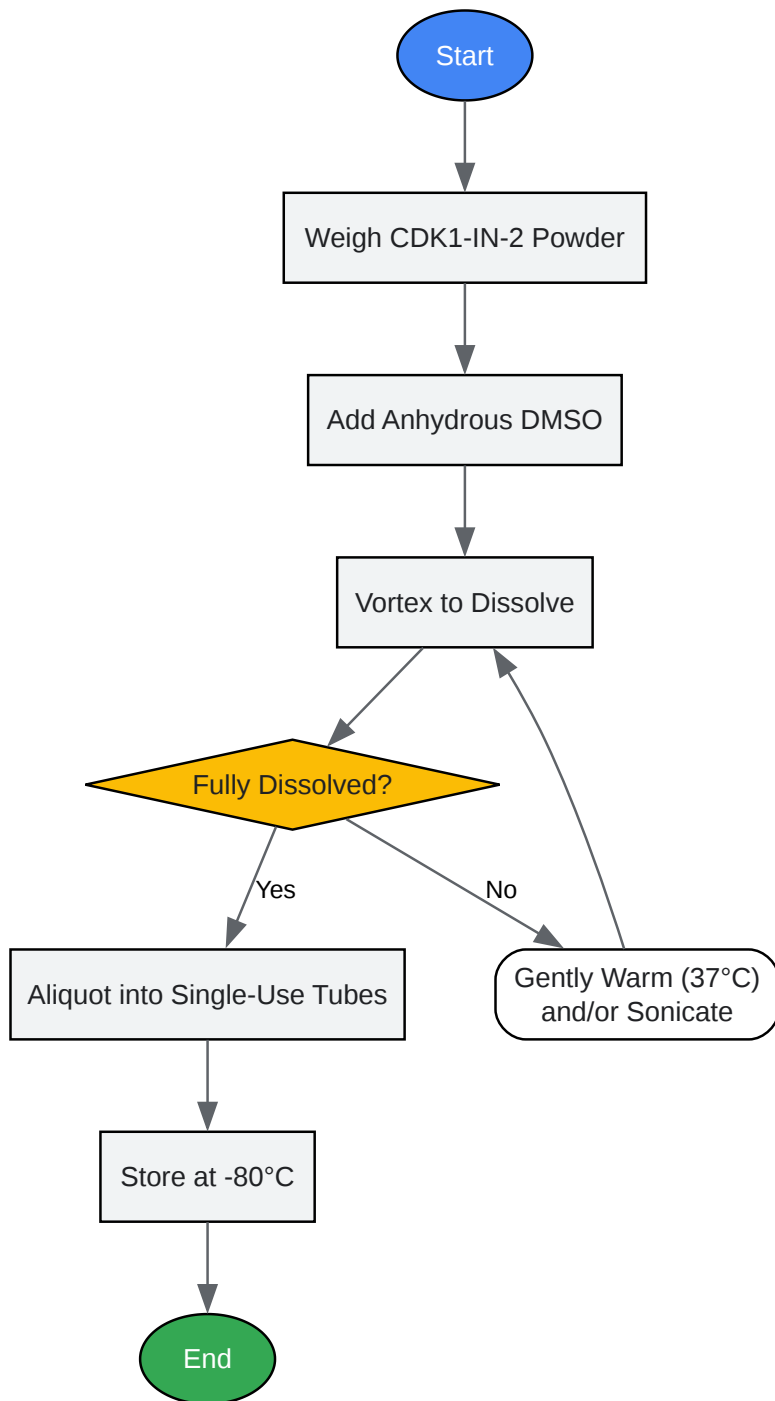 Start
Weigh CDK1-IN-2 Powder
Add Anhydrous DMSO
Vortex to Dissolve
Fully Dissolved?
Yes
No
Aliquot into Single-Use Tubes
Gently Warm (37°C)
and/or Sonicate
Store at -80°C
End